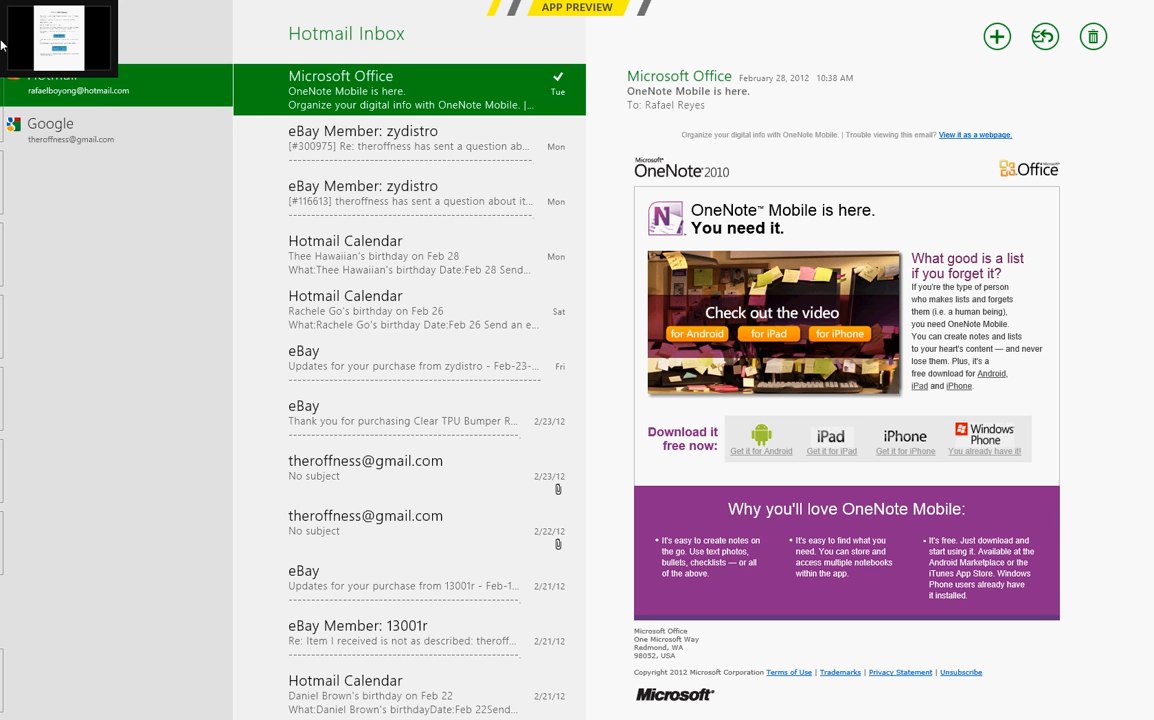 APP PREVIEW
Hotmail
rafaelboyong@hotmail.com
Google
theroffness@gmail.com
Hotmail Inbox
Microsoft Office
OneNote Mobile is here.
Tue
Organize your digital info with OneNote Mobile. |...
eBay Member: zydistro
[#300975] Re: theroffness has sent a question ab...
Mon
eBay Member: zydistro
[#116613] theroffness has sent a question about it...
Mon
Hotmail Calendar
Thee Hawaiian's birthday on Feb 28
Mon
What:Thee Hawaiian's birthday Date:Feb 28 Send...
Hotmail Calendar
Rachele Go's birthday on Feb 26
Sat
What:Rachele Go's birthday Date:Feb 26 Send an e...
eBay
Updates for your purchase from zydistro - Feb-23-...
Fri
eBay
Thank you for purchasing Clear TPU Bumper R...
2/23/12
theroffness@gmail.com
No subject
2/23/12
theroffness@gmail.com
No subject
2/22/12
eBay
Updates for your purchase from 13001r - Feb-1...
2/21/12
eBay Member: 13001r
Re: Item I received is not as described: theroff...
2/21/12
Hotmail Calendar
Daniel Brown's birthday on Feb 22
2/21/12
What:Daniel Brown's birthdayDate:Feb 22Send...
Microsoft Office February 28, 2012 10:38 AM
OneNote Mobile is here.
To: Rafael Reyes
Organize your digital info with OneNote Mobile. | Trouble viewing this email? View it as a webpage.
Microsoft®
OneNote®2010
Microsoft®
Office
OneNote™ Mobile is here.
You need it.
Check out the video
for Android
for iPad
for iPhone
What good is a list
if you forget it?
If you're the type of person
who makes lists and forgets
them (i.e. a human being),
you need OneNote Mobile.
You can create notes and lists
to your heart's content — and never
lose them. Plus, it's a
free download for Android,
iPad and iPhone.
Download it
free now:
Get it for Android
iPad
Get it for iPad
iPhone
Get it for iPhone
Windows
Phone
You already have it!
Why you'll love OneNote Mobile:
• It's easy to create notes on
the go. Use text photos,
bullets, checklists — or all
of the above.
• It's easy to find what you
need. You can store and
access multiple notebooks
within the app.
• It's free. Just download and
start using it. Available at the
Android Marketplace or the
iTunes App Store. Windows
Phone users already have
it installed.
Microsoft Office
One Microsoft Way
Redmond, WA
98052, USA
Copyright 2012 Microsoft Corporation Terms of Use | Trademarks | Privacy Statement | Unsubscribe
Microsoft®